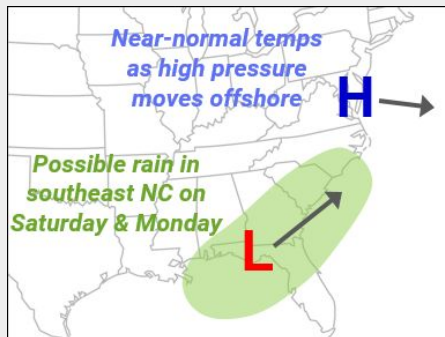 Near-normal temps
as high pressure
moves offshore
H
Possible rain in
southeast NC on
Saturday & Monday
L